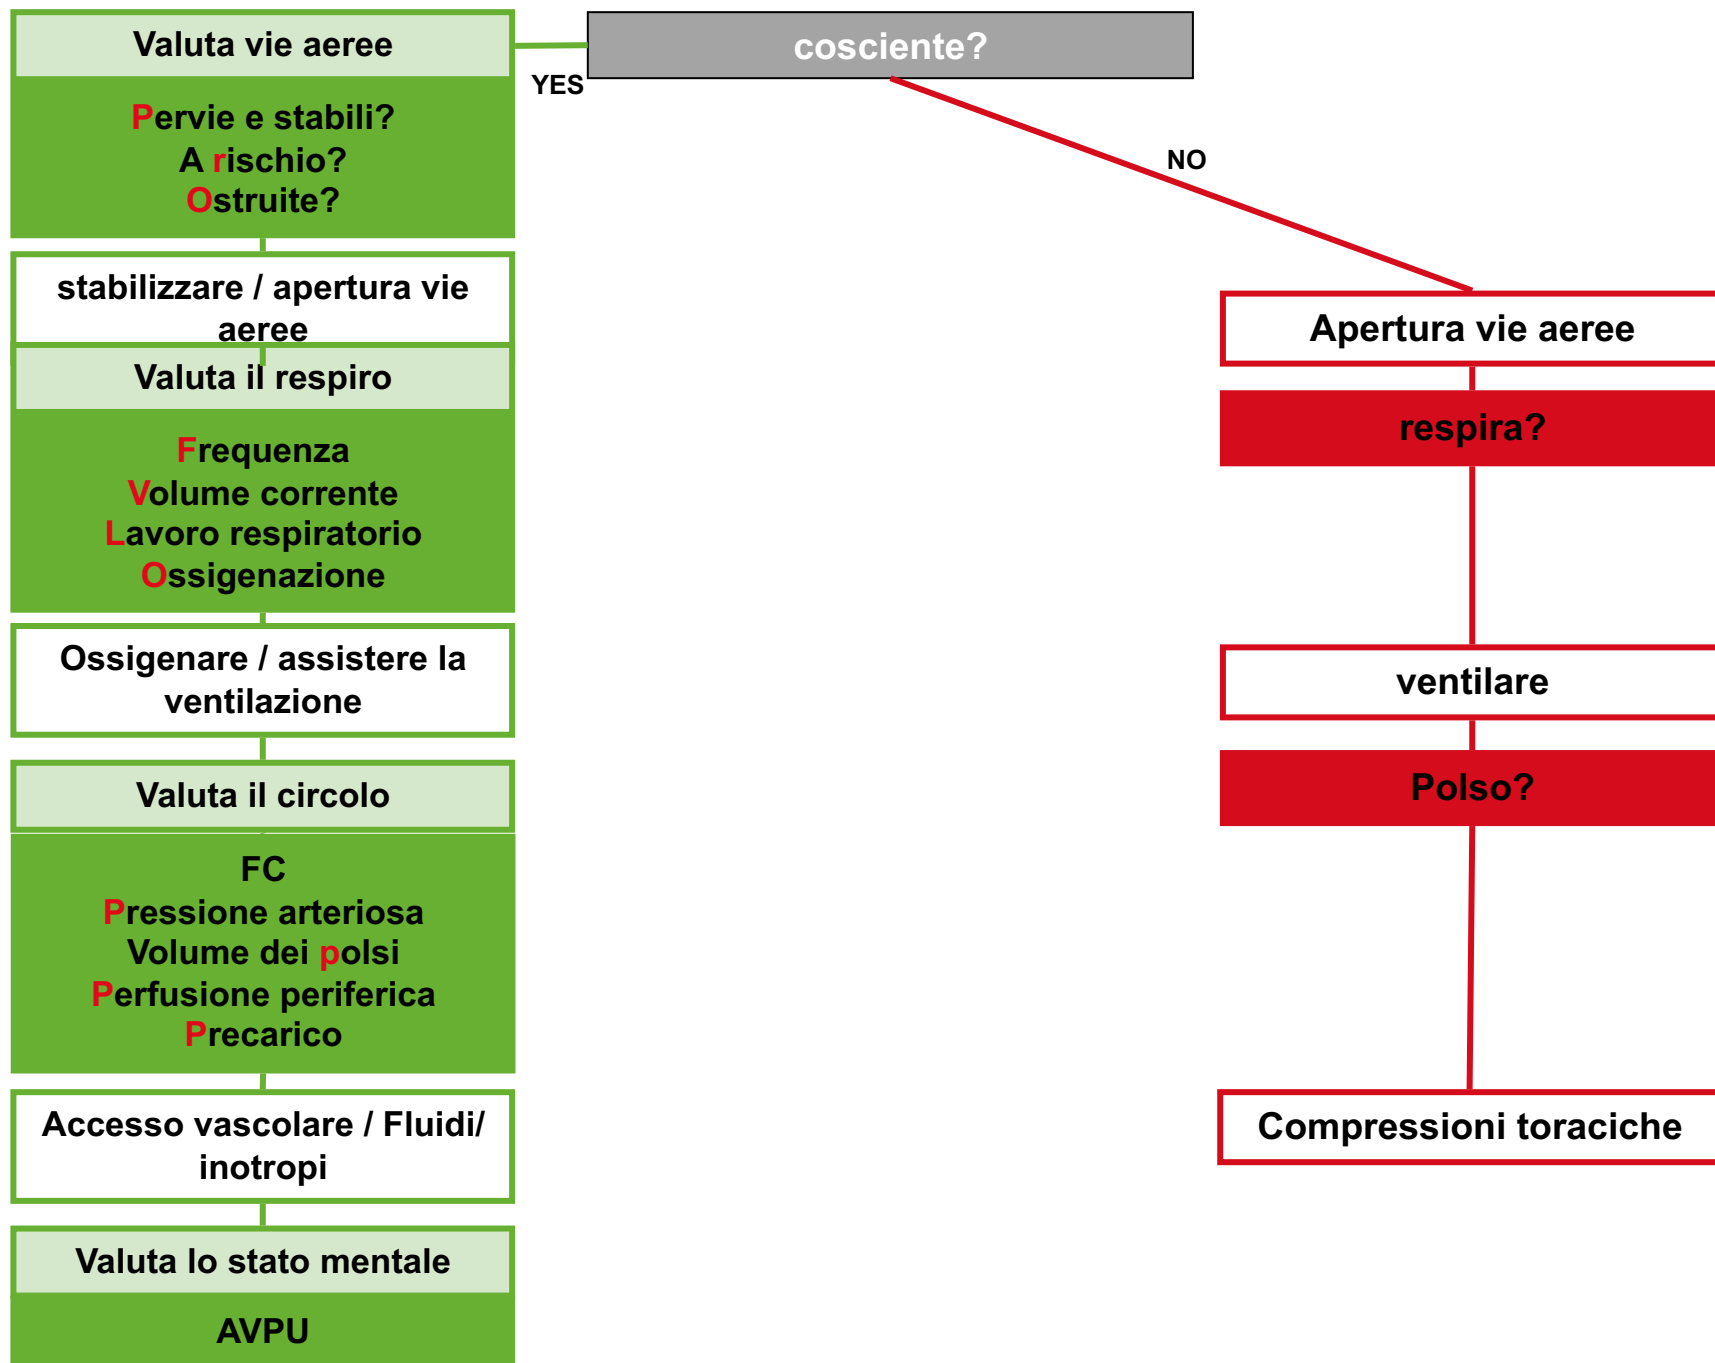 cosciente?
YES
NO
Valuta vie aeree
Pervie e stabili?
A rischio?
Ostruite?
stabilizzare / apertura vie
aeree
Valuta il respiro
Frequenza
Volume corrente
Lavoro respiratorio
Ossigenazione
Ossigenare / assistere la
ventilazione
Valuta il circolo
FC
Pressione arteriosa
Volume dei polsi
Perfusione periferica
Precarico
Accesso vascolare / Fluidi/
inotropi
Valuta lo stato mentale
AVPU
Apertura vie aeree
respira?
ventilare
Polso?
Compressioni toraciche